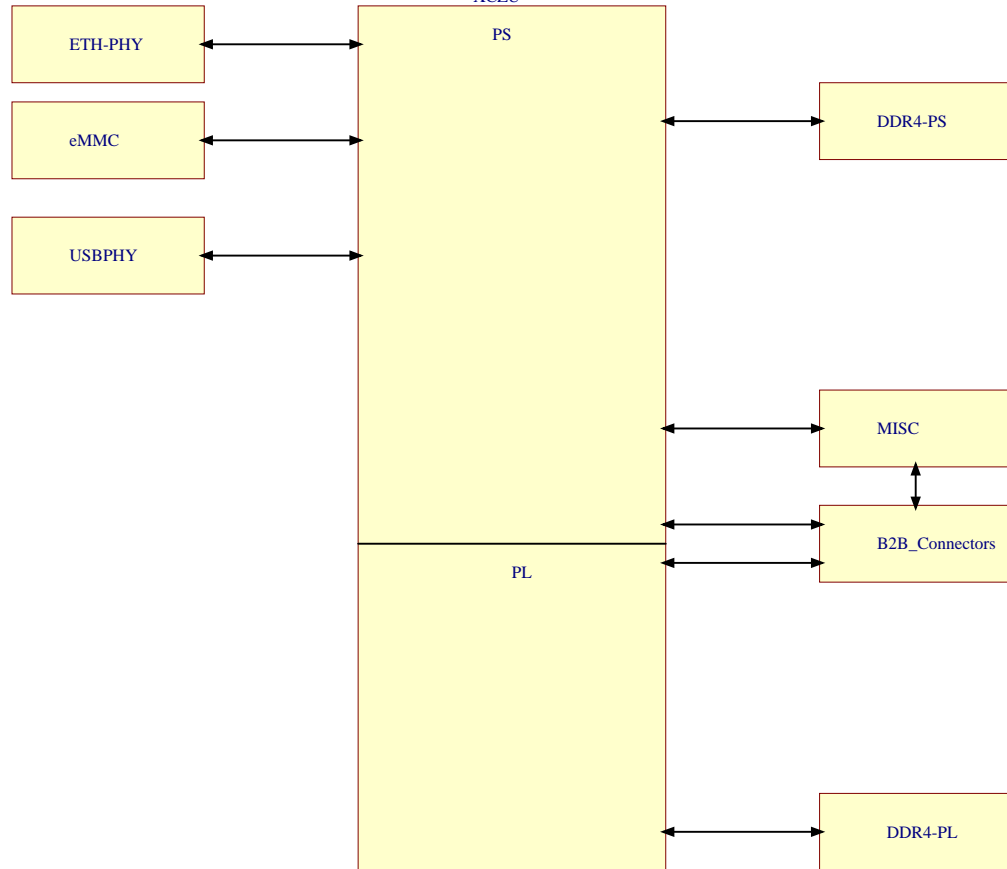 PS
ETH-PHY
DDR4-PS
eMMC
USBPHY
MISC
B2B_Connectors
PL
DDR4-PL